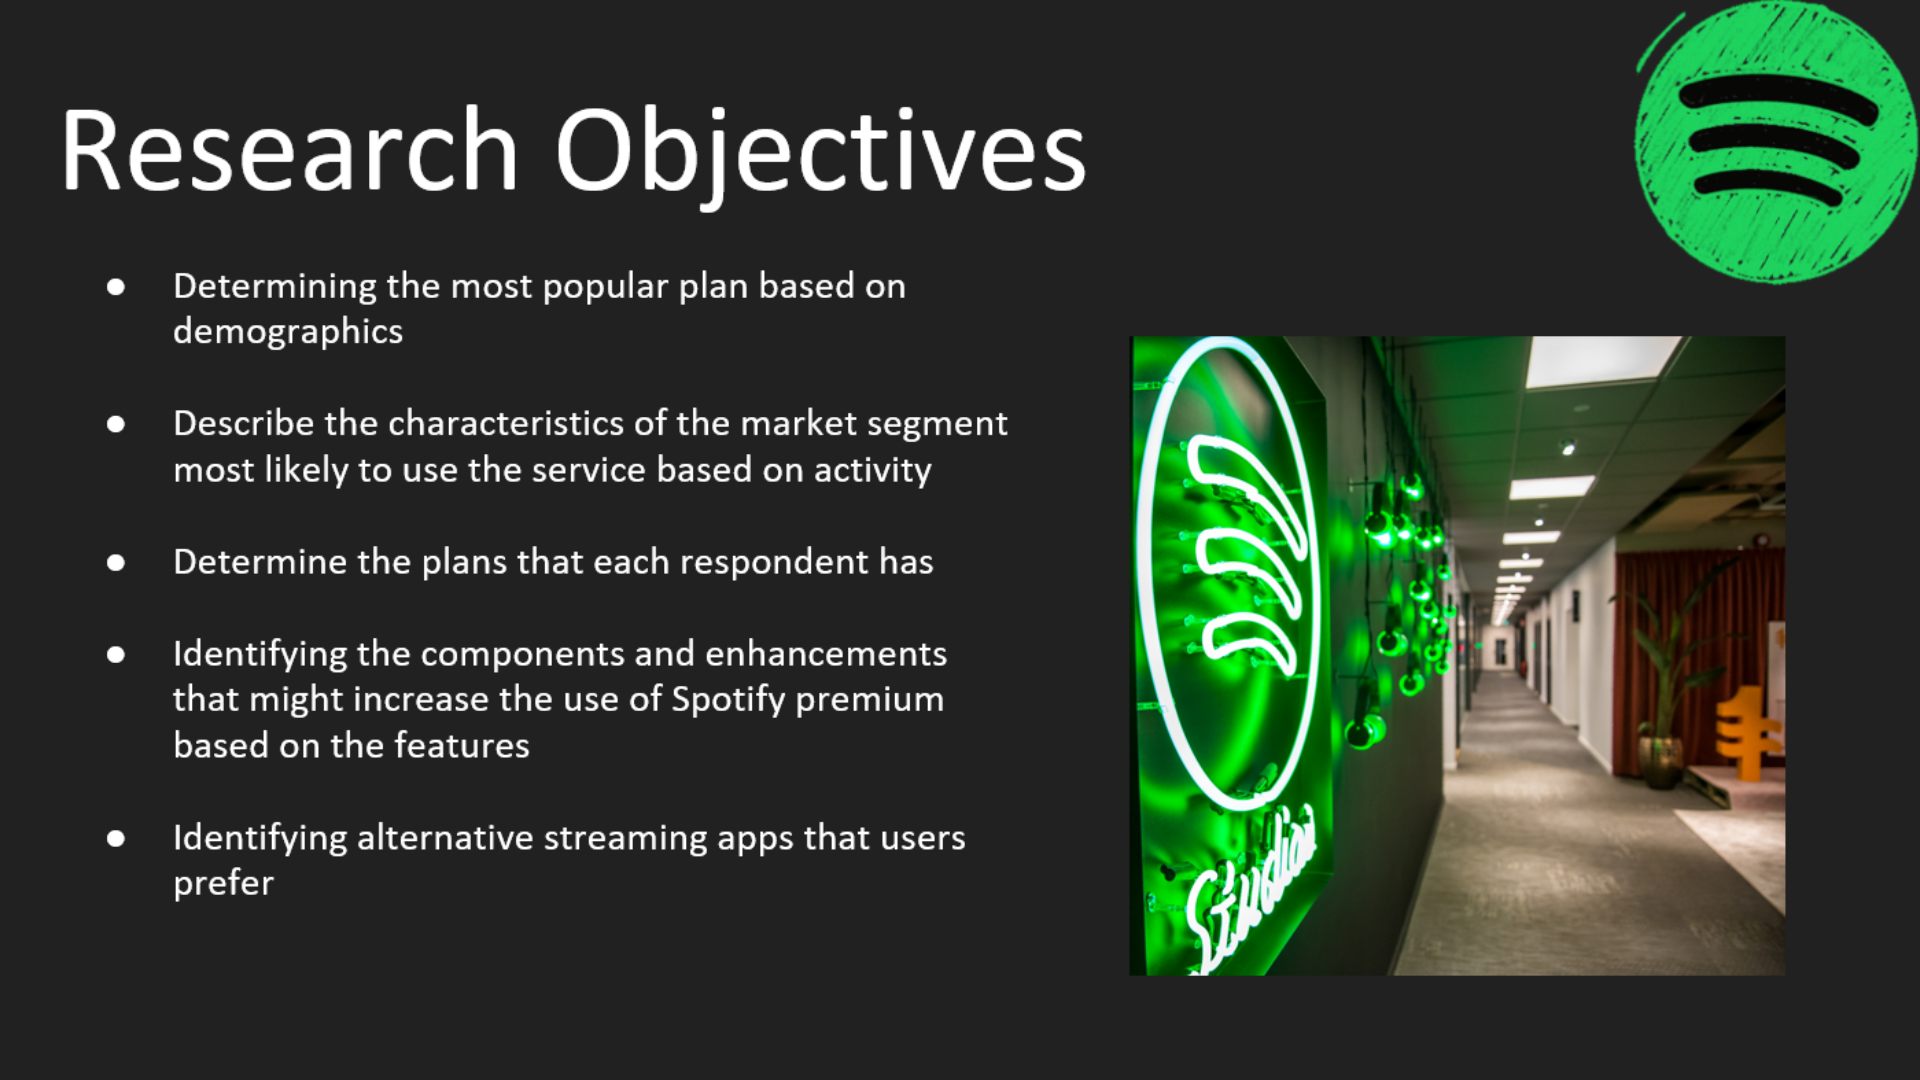 Research Objectives
● Determining the most popular plan based on
demographics
● Describe the characteristics of the market segment
most likely to use the service based on activity
● Determine the plans that each respondent has
● Identifying the components and enhancements
that might increase the use of Spotify premium
based on the features
● Identifying alternative streaming apps that users
prefer
Studios